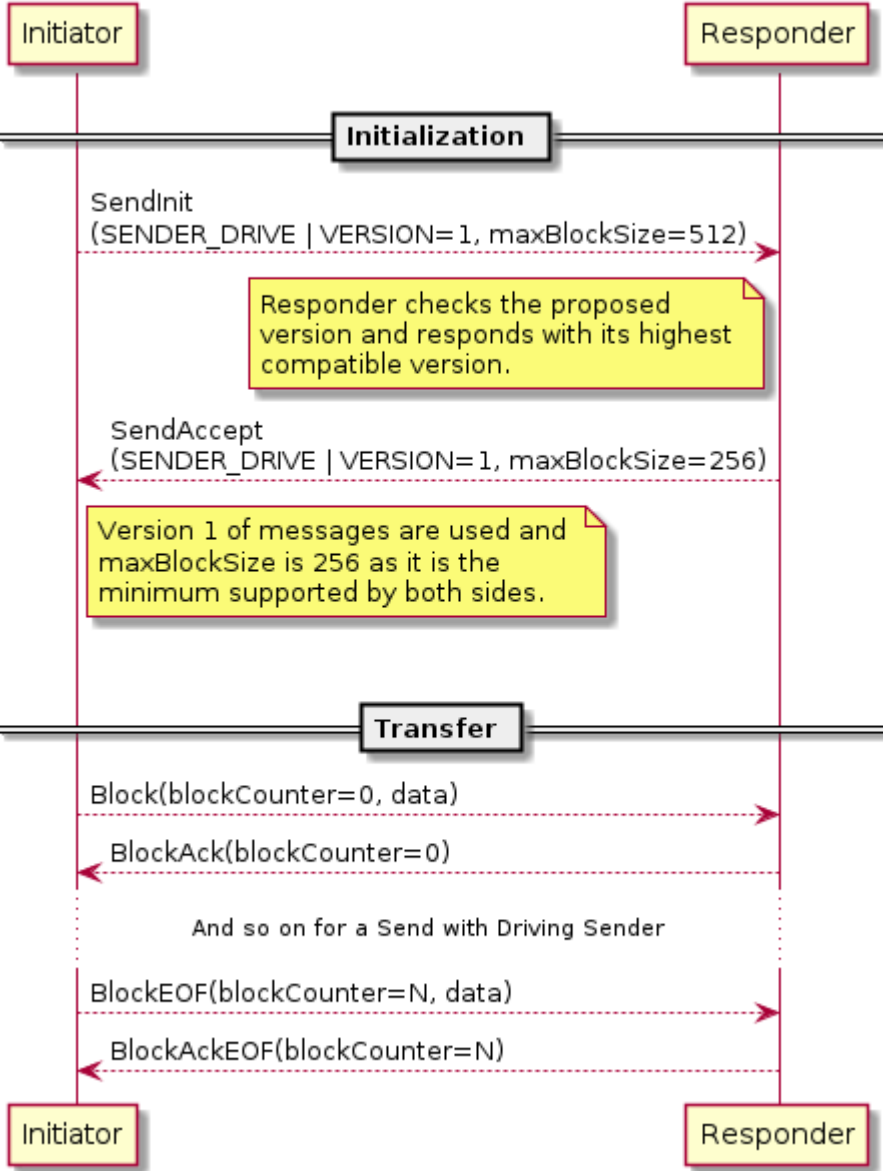 Initiator
Responder
Initialization
SendInit
(SENDER_DRIVE | VERSION=1, maxBlockSize=512)
Responder checks the proposed
version and responds with its highest
compatible version.
SendAccept
(SENDER_DRIVE | VERSION=1, maxBlockSize=256)
Version 1 of messages are used and
maxBlockSize is 256 as it is the
minimum supported by both sides.
Transfer
Block(blockCounter=0, data)
BlockAck(blockCounter=0)
And so on for a Send with Driving Sender
BlockEOF(blockCounter=N, data)
BlockAckEOF(blockCounter=N)
Initiator
Responder